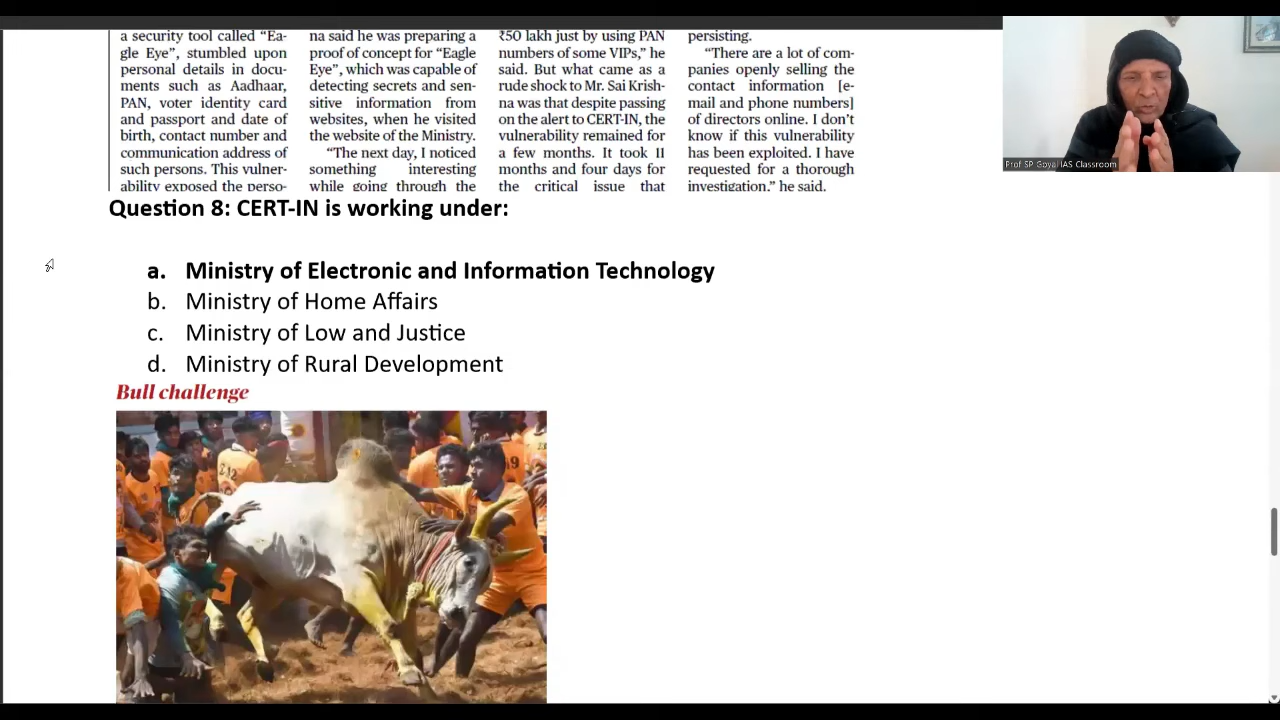 a security tool called “Ea-
gle Eye”, stumbled upon
personal details in docu-
ments such as Aadhaar,
PAN, voter identity card
and passport and date of
birth, contact number and
communication address of
such persons. This vulner-
ability exposed the perso-
na said he was preparing a
proof of concept for “Eagle
Eye”, which was capable of
detecting secrets and sen-
sitive information from
websites, when he visited
the website of the Ministry.
“The next day, I noticed
something interesting
while going through the
₹50 lakh just by using PAN
numbers of some VIPs,” he
said. But what came as a
rude shock to Mr. Sai Krish-
na was that despite passing
on the alert to CERT-IN, the
vulnerability remained for
a few months. It took 11
months and four days for
the critical issue that
persisting.
“There are a lot of com-
panies openly selling the
contact information [e-
mail and phone numbers]
of directors online. I don’t
know if this vulnerability
has been exploited. I have
requested for a thorough
investigation,” he said.
Prof SP Goyal IAS Classroom
Question 8: CERT-IN is working under:
a. Ministry of Electronic and Information Technology
b. Ministry of Home Affairs
c. Ministry of Low and Justice
d. Ministry of Rural Development
Bull challenge